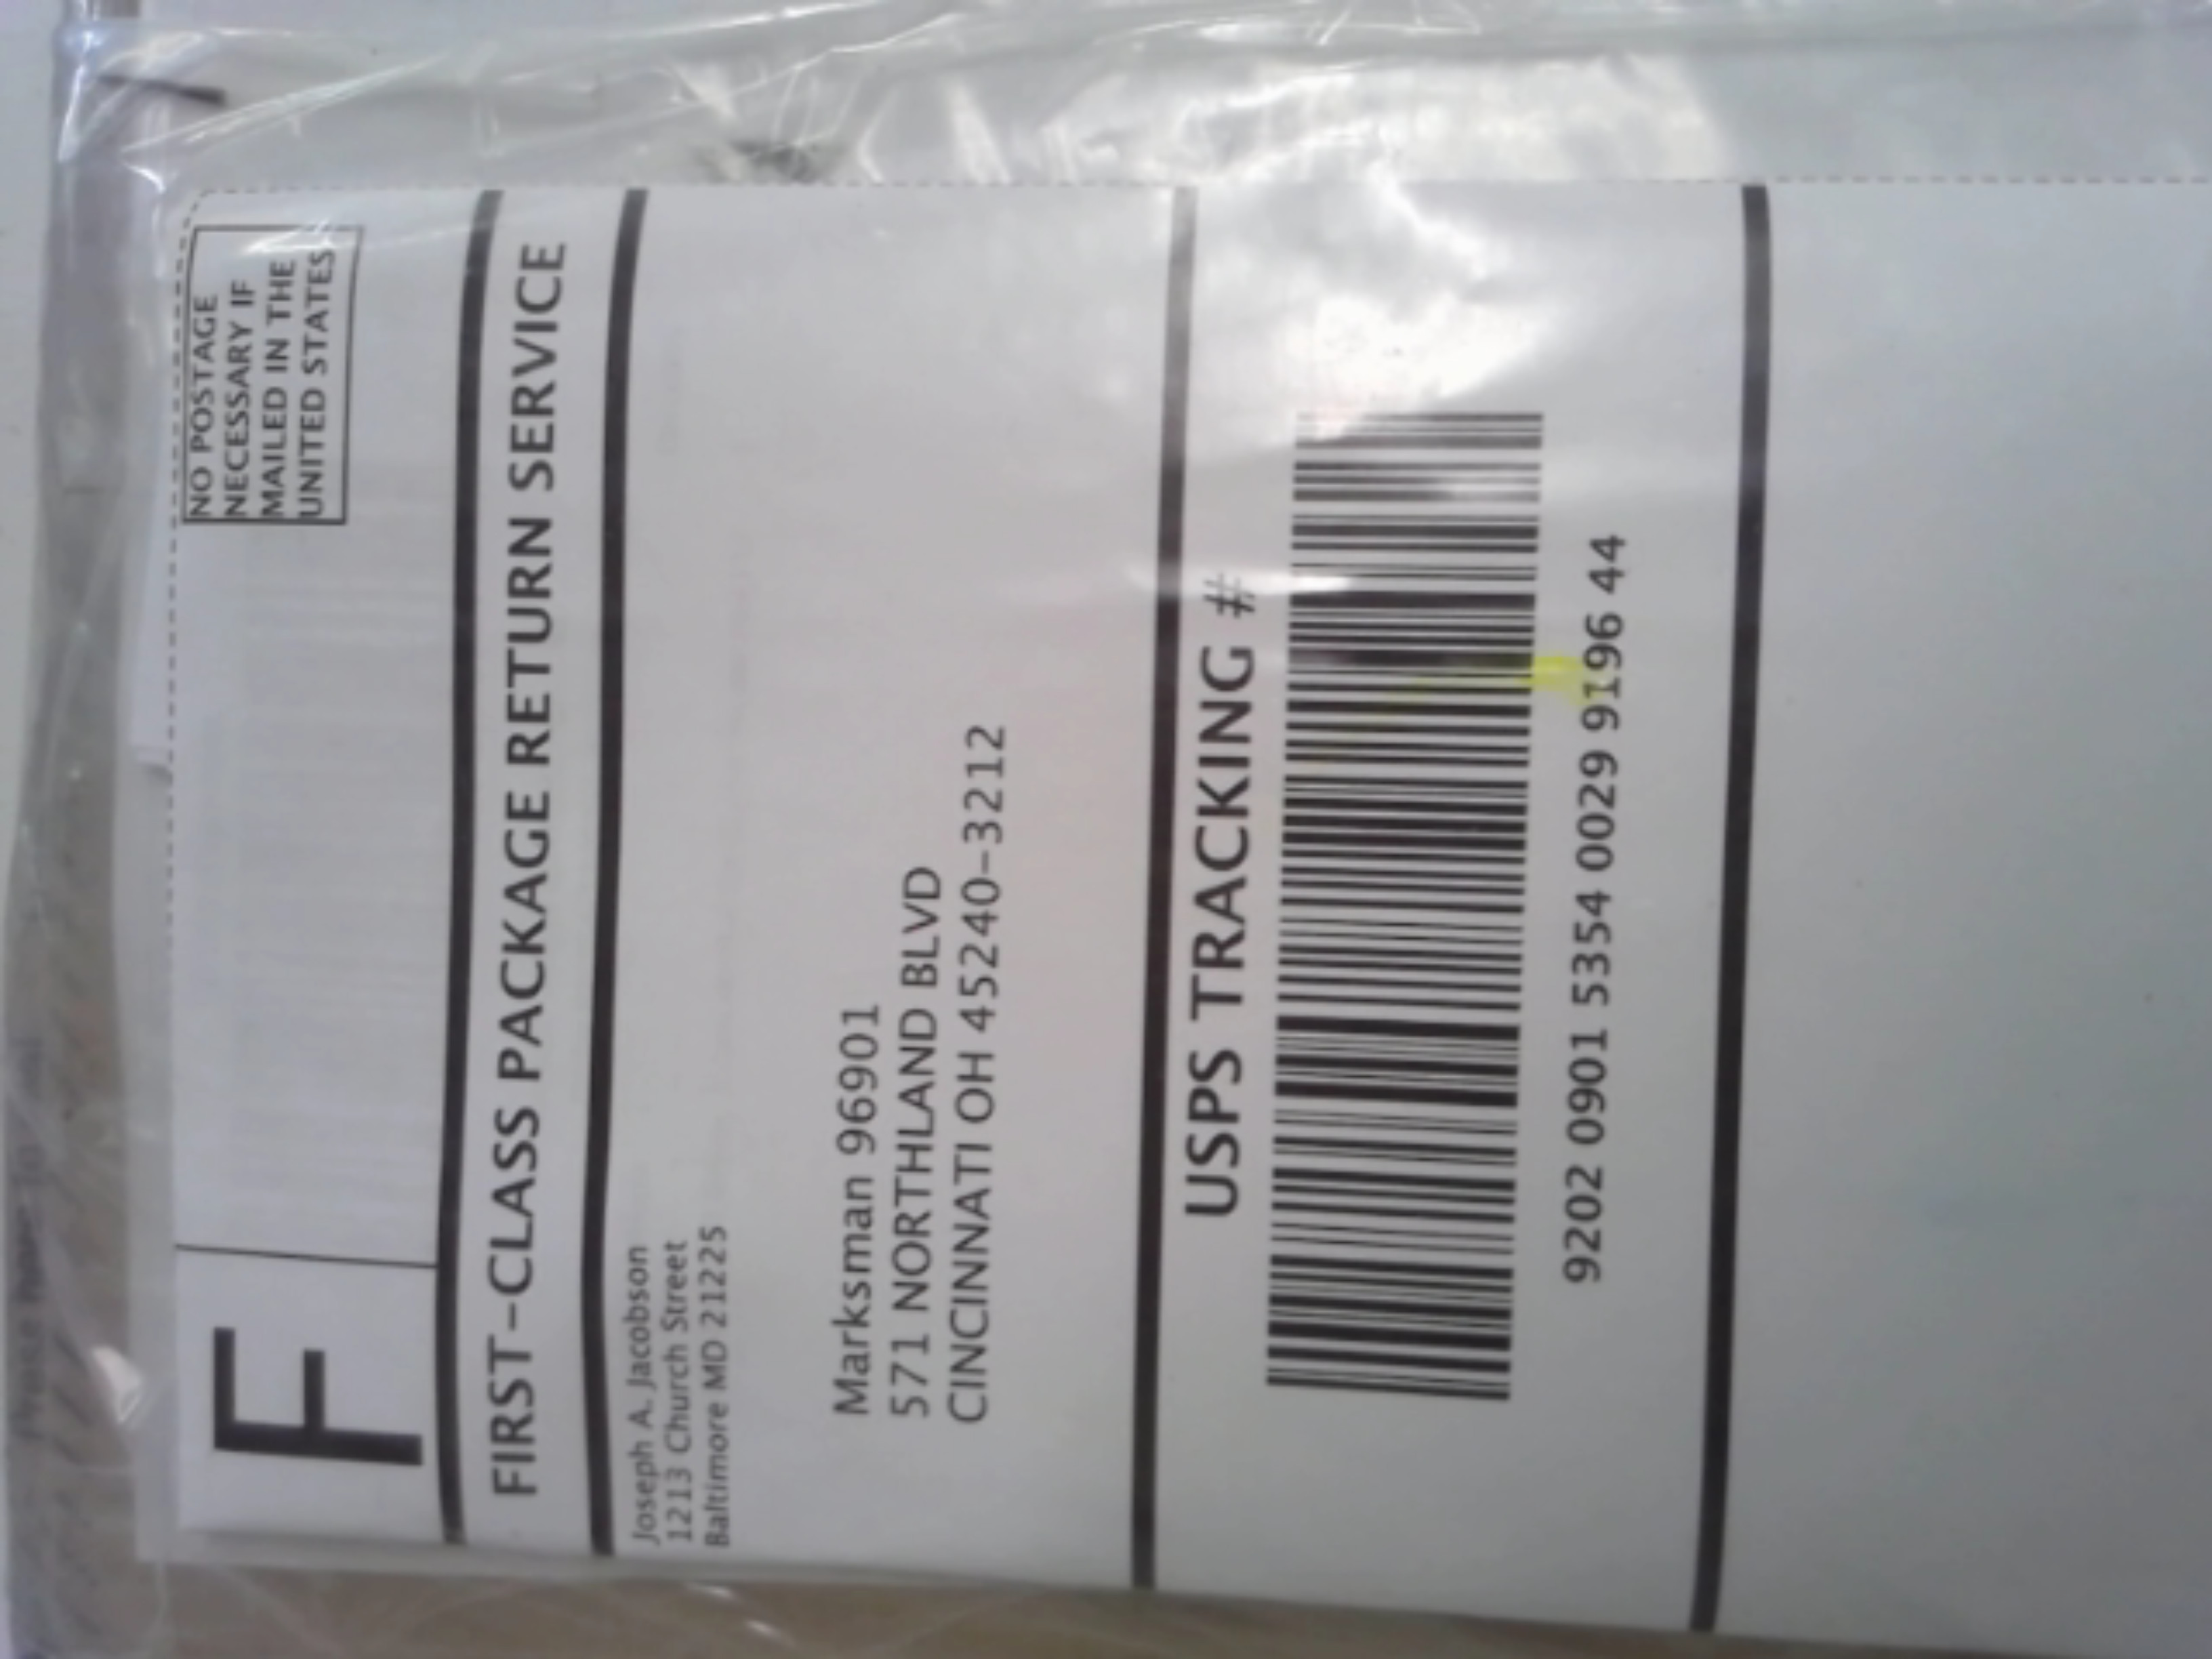 F
NO POSTAGE
NECESSARY IF
MAILED IN THE
UNITED STATES
FIRST-CLASS PACKAGE RETURN SERVICE
Joseph A. Jacobson
1213 Church Street
Baltimore MD 21225
Marksman 96901
571 NORTHLAND BLVD
CINCINNATI OH 45240-3212
USPS TRACKING #
9202 0901 5354 0029 9196 44